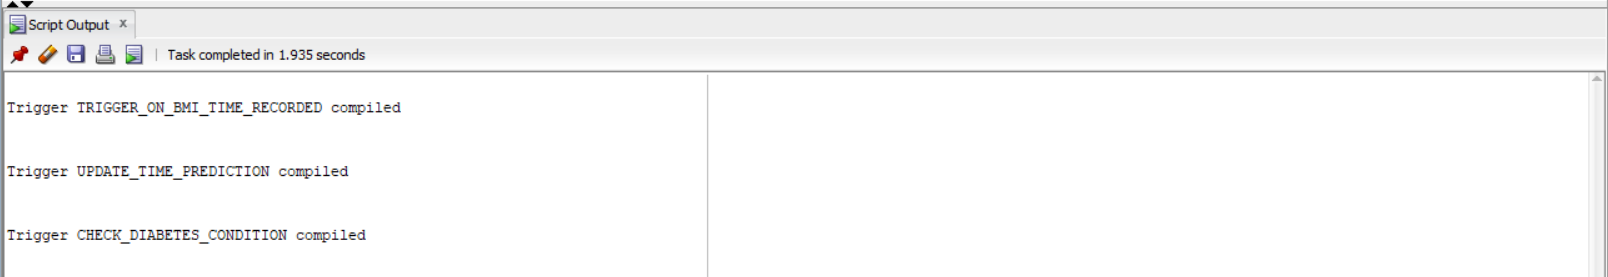 Script Output x
Task completed in 1.935 seconds
Trigger TRIGGER_ON_BMI_TIME_RECORDED compiled
Trigger UPDATE_TIME_PREDICTION compiled
Trigger CHECK_DIABETES_CONDITION compiled